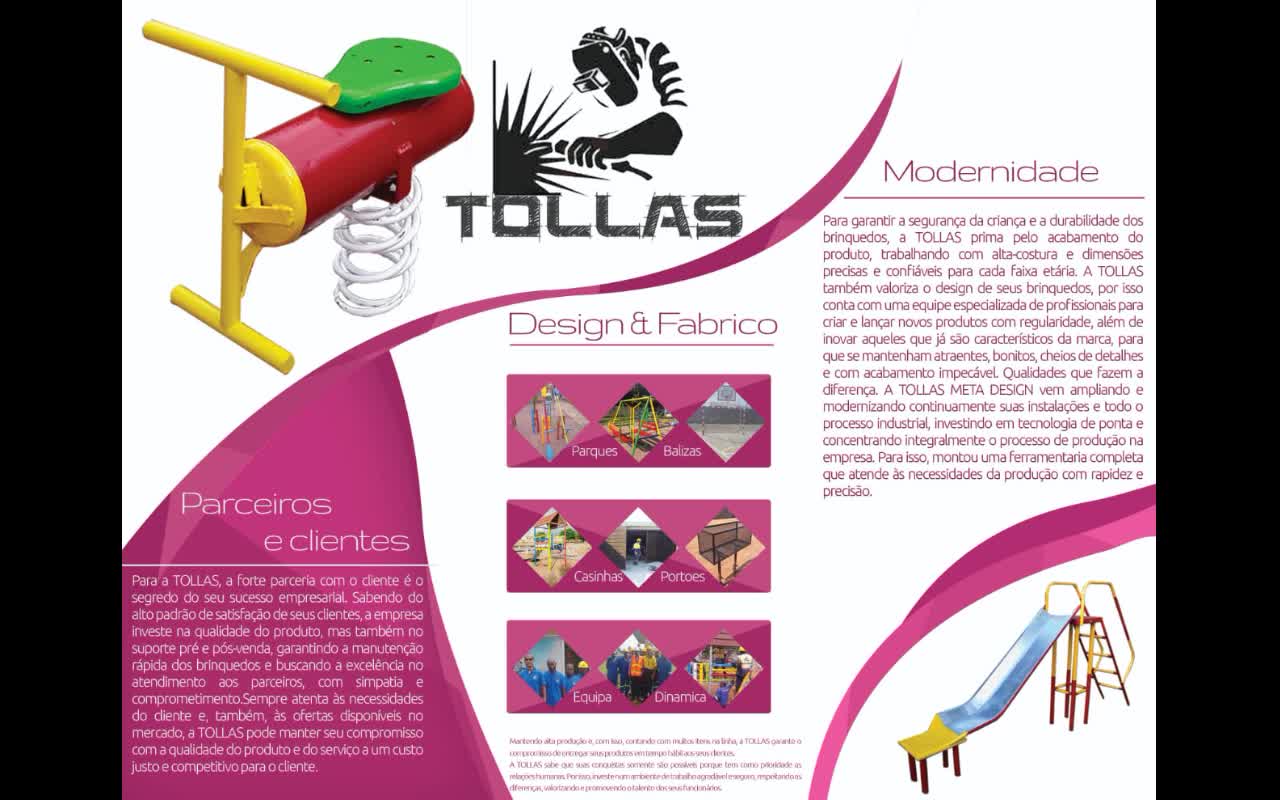 TOLLAS
Modernidade
Para garantir a segurança da criança e a durabilidade dos
brinquedos, a TOLLAS prima pelo acabamento do
produto, trabalhando com alta-costura e dimensões
precisas e confiáveis para cada faixa etária. A TOLLAS
também valoriza o design de seus brinquedos, por isso
conta com uma equipe especializada de profissionais para
criar e lançar novos produtos com regularidade, além de
inovar aqueles que já são característicos da marca, para
que se mantenham atraentes, bonitos, cheios de detalhes
e com acabamento impecável. Qualidades que fazem a
diferença. A TOLLAS META DESIGN vem ampliando e
modernizando continuamente suas instalações e todo o
processo industrial, investindo em tecnologia de ponta e
concentrando integralmente o processo de produção na
empresa. Para isso, montou uma ferramentaria completa
que atende às necessidades da produção com rapidez e
precisão.
Design & Fabrico
Parques Balizas
Casinhas Portoes
Equipa Dinamica
Mantendo alta produção e, com isso, contando com muitos itens na linha, a TOLLAS garante o
compromisso de entregar seus produtos em tempo hábil aos seus clientes.
A TOLLAS sabe que suas conquistas somente são possíveis porque tem como prioridade as
relações humanas. Por isso, investe num ambiente de trabalho agradável e seguro, respeitando as
diferenças, valorizando e promovendo o talento dos seus funcionários.
Parceiros
e clientes
Para a TOLLAS, a forte parceria com o cliente é o
segredo do seu sucesso empresarial. Sabendo do
alto padrão de satisfação de seus clientes, a empresa
investe na qualidade do produto, mas também no
suporte pré e pós-venda, garantindo a manutenção
rápida dos brinquedos e buscando a excelência no
atendimento aos parceiros, com simpatia e
comprometimento.Sempre atenta às necessidades
do cliente e, também, às ofertas disponíveis no
mercado, a TOLLAS pode manter seu compromisso
com a qualidade do produto e do serviço a um custo
justo e competitivo para o cliente.